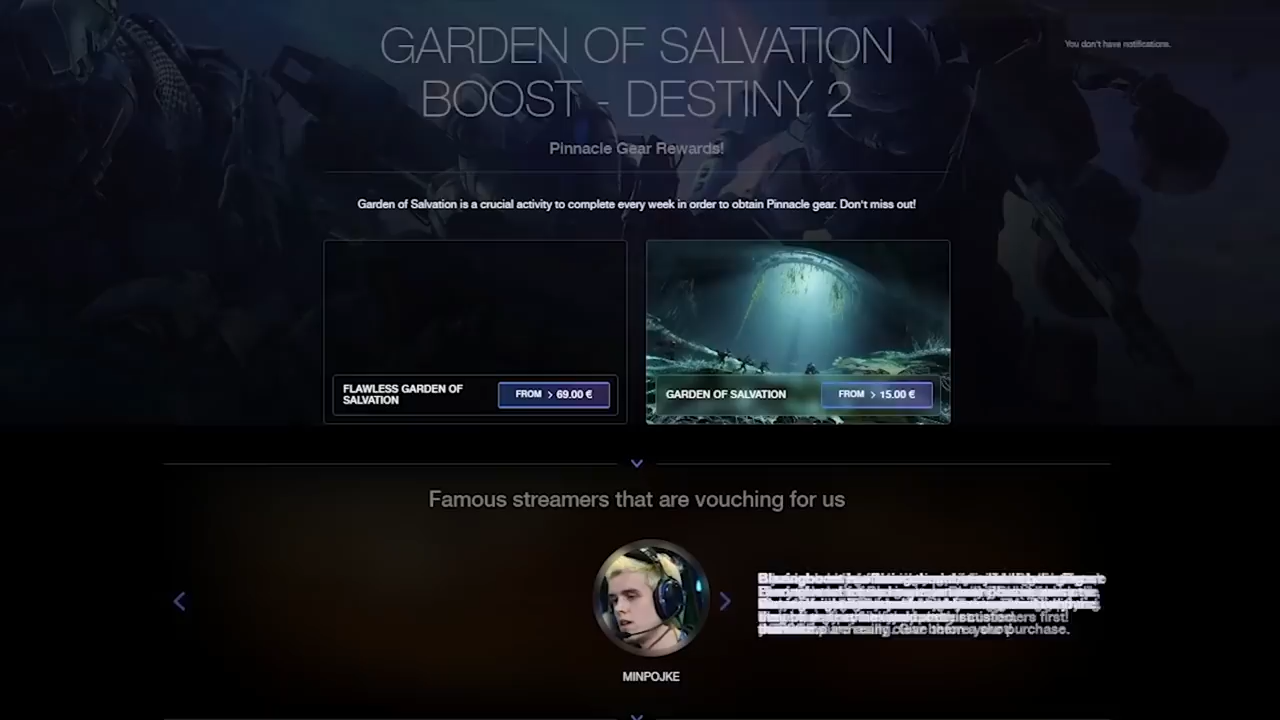 GARDEN OF SALVATION
BOOST - DESTINY 2
You don't have notifications.
Pinnacle Gear Rewards!
Garden of Salvation is a crucial activity to complete every week in order to obtain Pinnacle gear. Don't miss out!
FLAWLESS GARDEN OF
SALVATION
FROM > 69.00 €
GARDEN OF SALVATION
FROM > 15.00 €
Famous streamers that are vouching for us
MINPOJKE